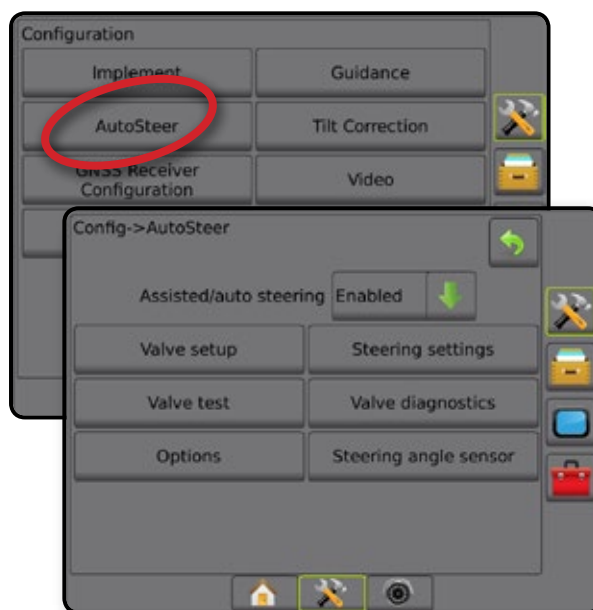 Configuration
Implement
Guidance
AutoSteer
Tilt Correction
GNSS Receiver
Configuration
Video
Config->AutoSteer
Assisted/auto steering
Enabled
Valve setup
Steering settings
Valve test
Valve diagnostics
Options
Steering angle sensor